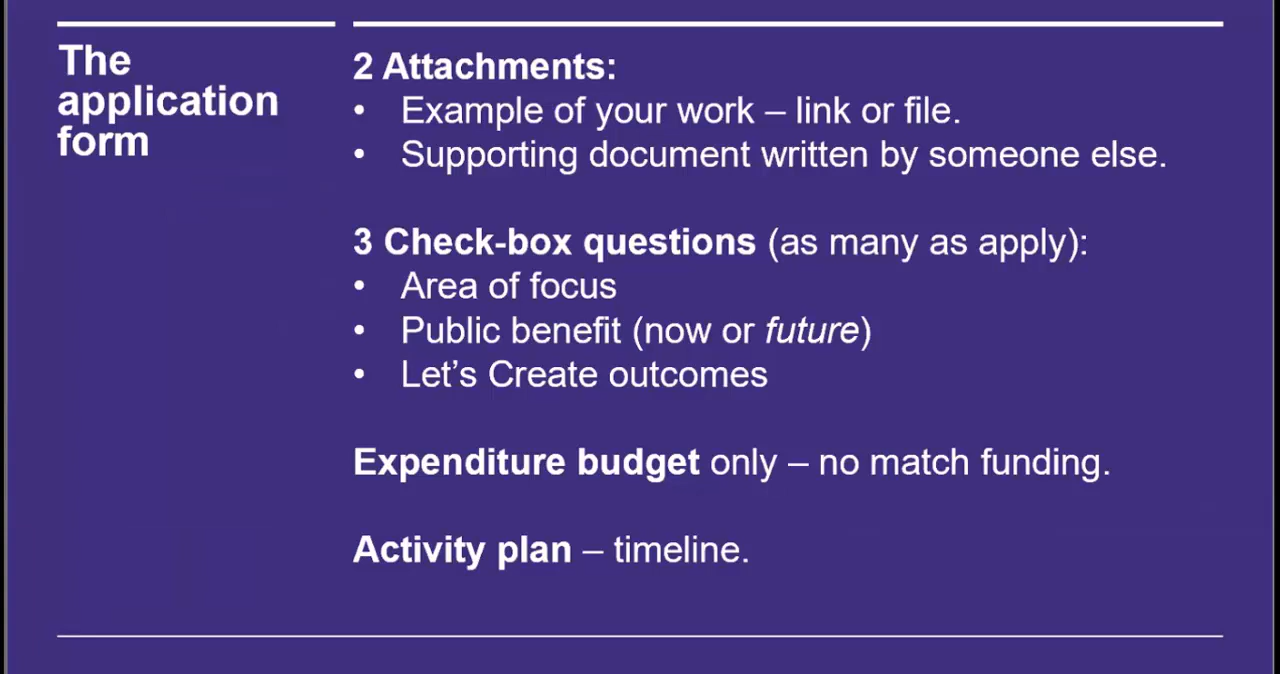 The
application
form
2 Attachments:
• Example of your work – link or file.
• Supporting document written by someone else.
3 Check-box questions (as many as apply):
• Area of focus
• Public benefit (now or future)
• Let’s Create outcomes
Expenditure budget only – no match funding.
Activity plan – timeline.